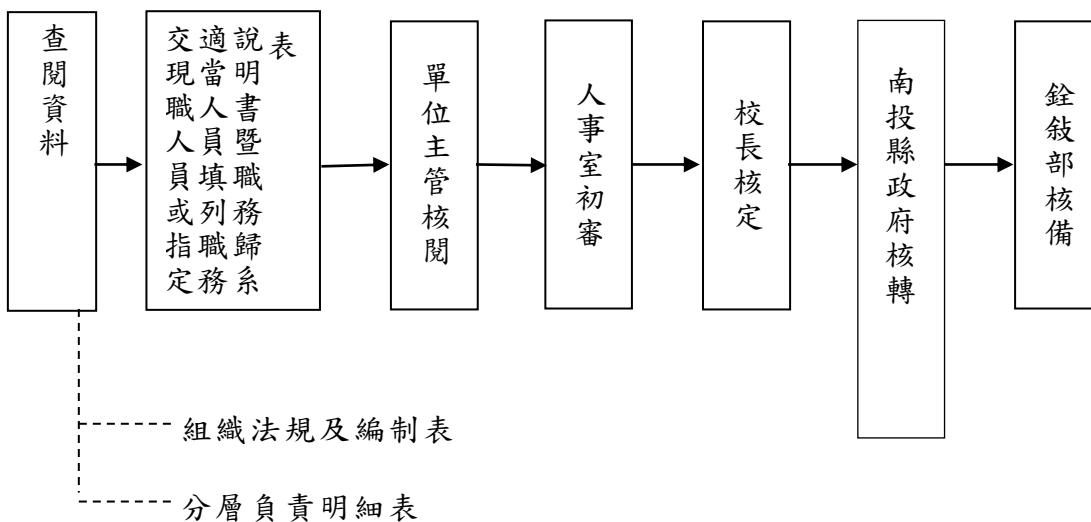 查閱資料
交現職人員或指定
適當人員填列職務
說明書暨職務歸系
表
單位主管核閱
人事室初審
校長核定
南投縣政府核轉
銓敍部核備
組織法規及編制表
分層負責明細表